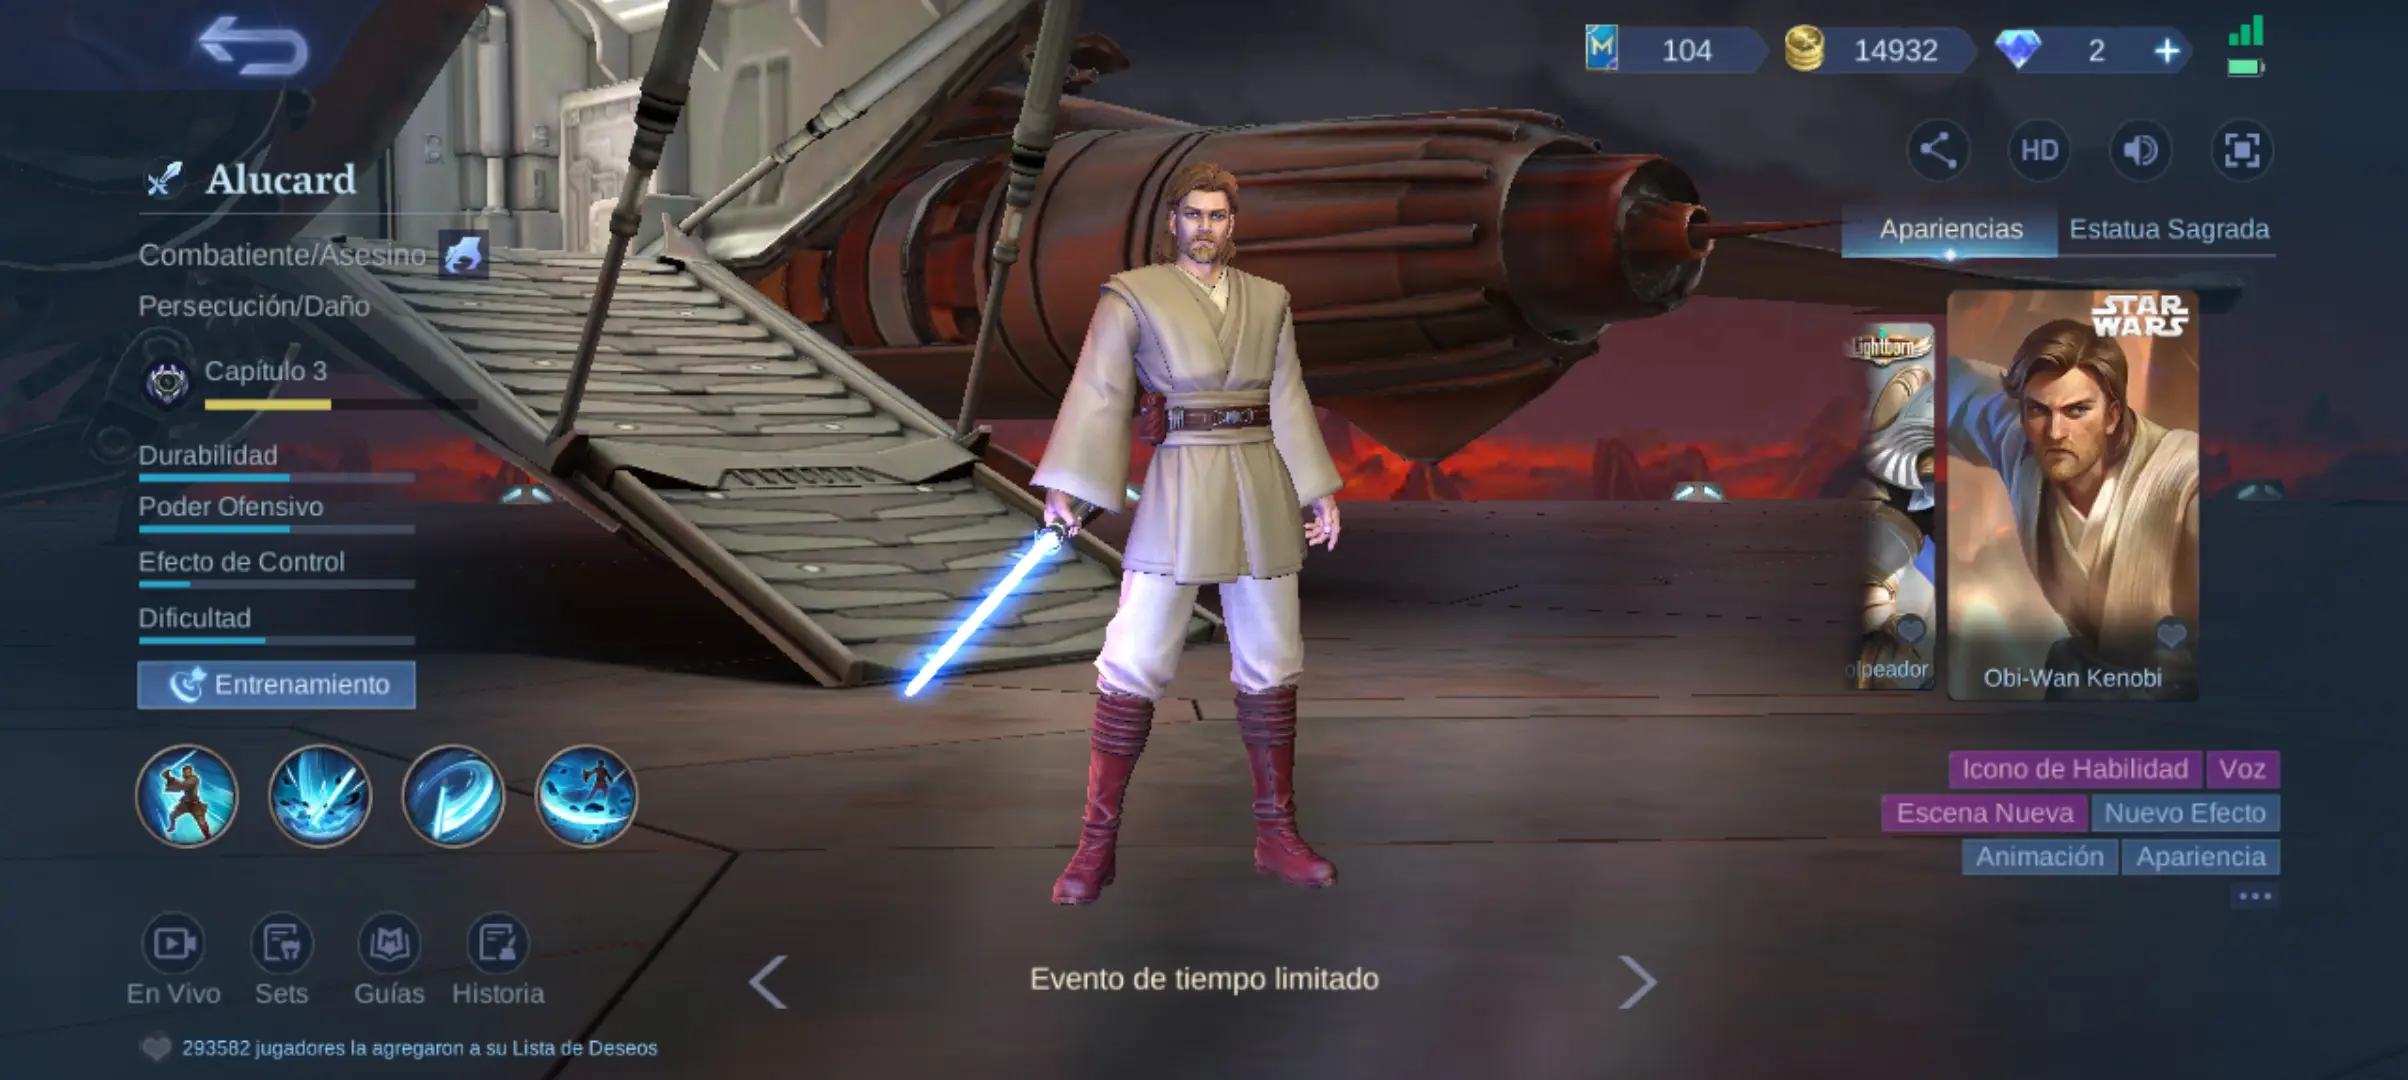 104
14932
2
Alucard
Combatiente/Asesino
Persecución/Daño
Capítulo 3
Durabilidad
Poder Ofensivo
Efecto de Control
Dificultad
Entrenamiento
En Vivo
Sets
Guías
Historia
293582 jugadores la agregaron a su Lista de Deseos
Evento de tiempo limitado
HD
Apariencias
Estatua Sagrada
Lightborn
olpeador
STAR
WARS
Obi-Wan Kenobi
Icono de Habilidad
Voz
Escena Nueva
Nuevo Efecto
Animación
Apariencia